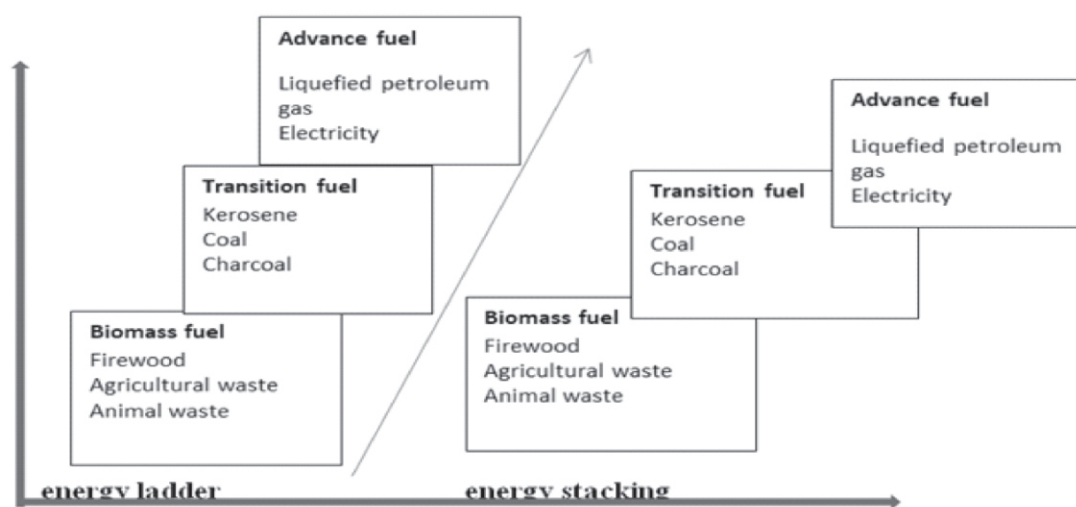 Advance fuel
Liquefied petroleum
gas
Electricity
Transition fuel
Kerosene
Coal
Charcoal
Biomass fuel
Firewood
Agricultural waste
Animal waste
energy ladder
Advance fuel
Liquefied petroleum
gas
Electricity
Transition fuel
Kerosene
Coal
Charcoal
Biomass fuel
Firewood
Agricultural waste
Animal waste
energy stacking